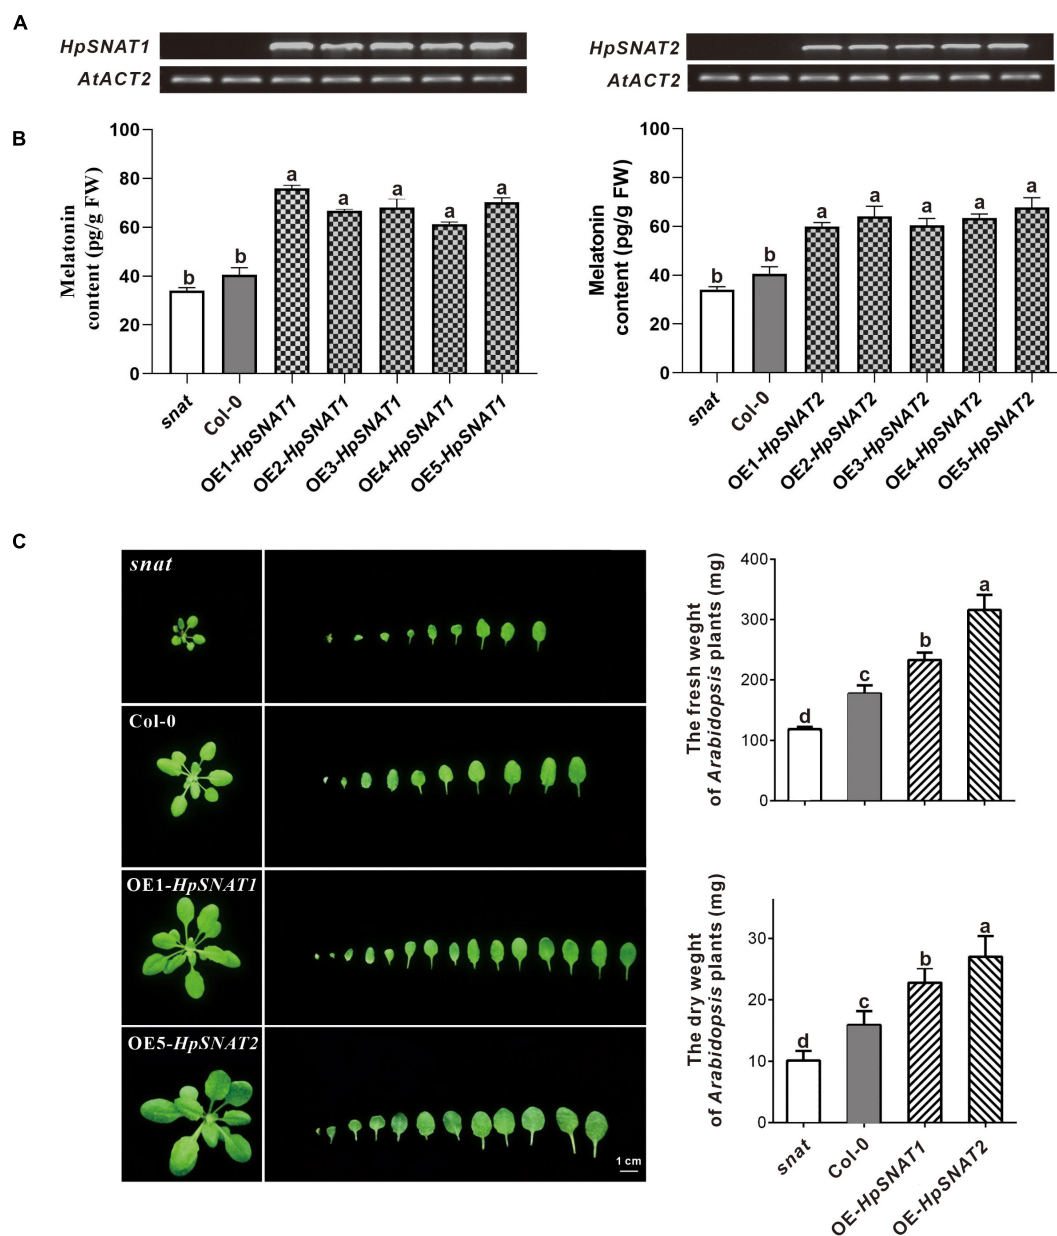 A
HpSNAT1
AtACT2
HpSNAT2
AtACT2
B
Melatonin
content (pg/g FW)
100
80
60
40
20
0
b
b
a
a
a
a
a
snat
Col-0
OE1-HpSNAT1
OE2-HpSNAT1
OE3-HpSNAT1
OE4-HpSNAT1
OE5-HpSNAT1
Melatonin
content (pg/g FW)
100
80
60
40
20
0
b
b
a
a
a
a
a
snat
Col-0
OE1-HpSNAT2
OE2-HpSNAT2
OE3-HpSNAT2
OE4-HpSNAT2
OE5-HpSNAT2
C
snat
Col-0
OE1-HpSNAT1
OE5-HpSNAT2
1 cm
The fresh weght
of Arabidopsis plants (mg)
400
300
200
100
0
d
c
b
a
The dry weght
of Arabidopsis plants (mg)
30
20
10
0
d
c
b
a
snat
Col-0
OE-HpSNAT1
OE-HpSNAT2